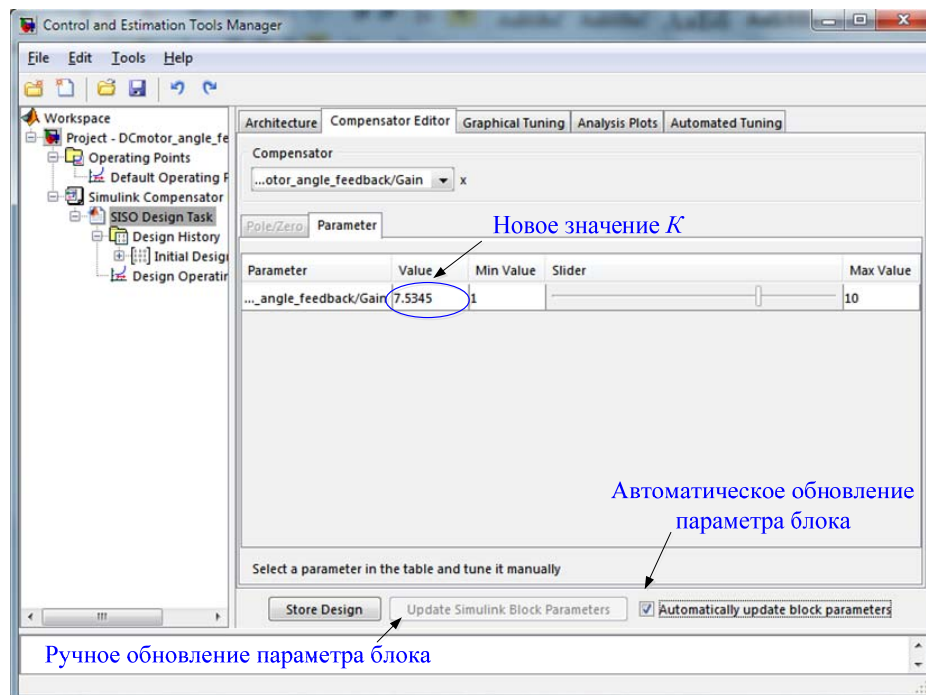 Control and Estimation Tools Manager
File Edit Tools Help
Workspace
Project - DCmotor_angle_fe
Operating Points
Default Operating P
Simulink Compensator
SISO Design Task
Design History
Initial Design
Design Operatin
Architecture Compensator Editor Graphical Tuning Analysis Plots Automated Tuning
Compensator
...otor_angle_feedback/Gain x
Pole/Zero Parameter
Новое значение K
Parameter Value Min Value Slider Max Value
..._angle_feedback/Gain 7.5345 1 10
Автоматическое обновление
параметра блока
Select a parameter in the table and tune it manually
Store Design Update Simulink Block Parameters Automatically update block parameters
Ручное обновление параметра блока